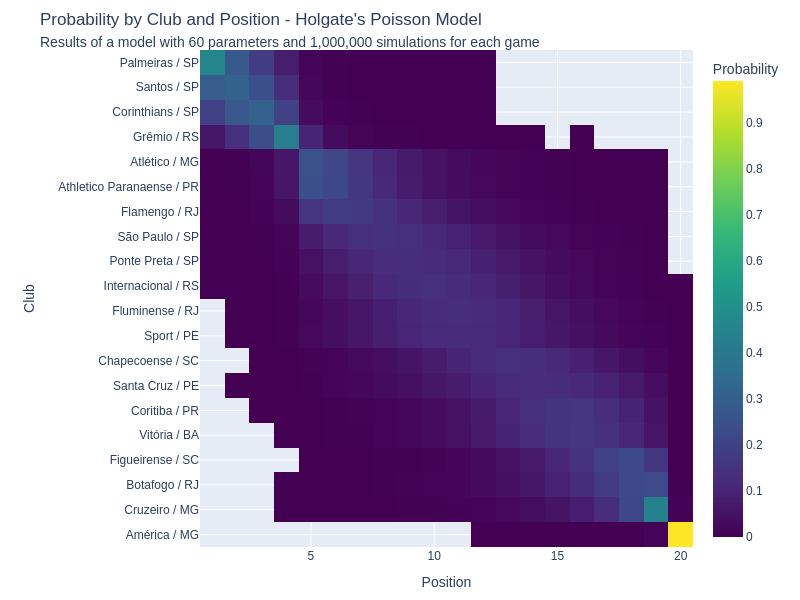 Probability by Club and Position - Holgate's Poisson Model
Results of a model with 60 parameters and 1,000,000 simulations for each game
Probability
Palmeiras / SP
Santos / SP
Corinthians / SP
Grêmio / RS
Atlético / MG
Athletico Paranaense / PR
Flamengo / RJ
São Paulo / SP
Ponte Preta / SP
Internacional / RS
Fluminense / RJ
Sport / PE
Chapecoense / SC
Santa Cruz / PE
Coritiba / PR
Vitória / BA
Figueirense / SC
Botafogo / RJ
Cruzeiro / MG
América / MG
Club
5
10
15
20
Position
0.9
0.8
0.7
0.6
0.5
0.4
0.3
0.2
0.1
0